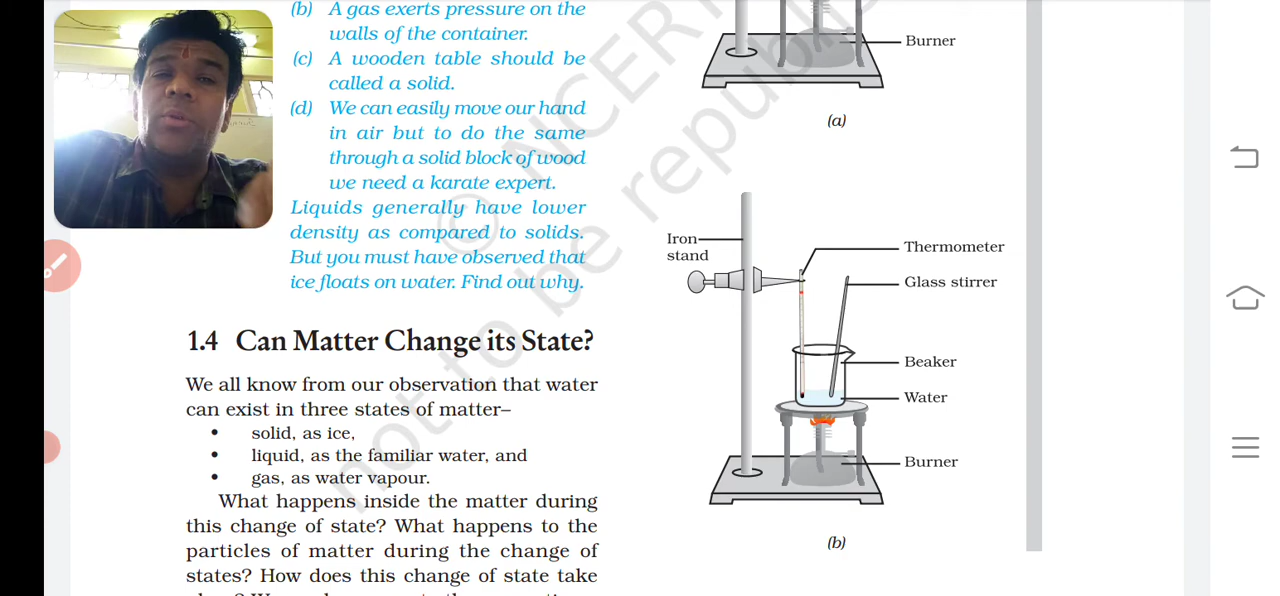 (b) A gas exerts pressure on the
walls of the container.
(c) A wooden table should be
called a solid.
(d) We can easily move our hand
in air but to do the same
through a solid block of wood
we need a karate expert.
Liquids generally have lower
density as compared to solids.
But you must have observed that
ice floats on water. Find out why.
1.4 Can Matter Change its State?
We all know from our observation that water
can exist in three states of matter–
• solid, as ice,
• liquid, as the familiar water, and
• gas, as water vapour.
What happens inside the matter during
this change of state? What happens to the
particles of matter during the change of
states? How does this change of state take
Burner
(a)
Iron
stand
Thermometer
Glass stirrer
Beaker
Water
Burner
(b)
© NCERT
not to be republis